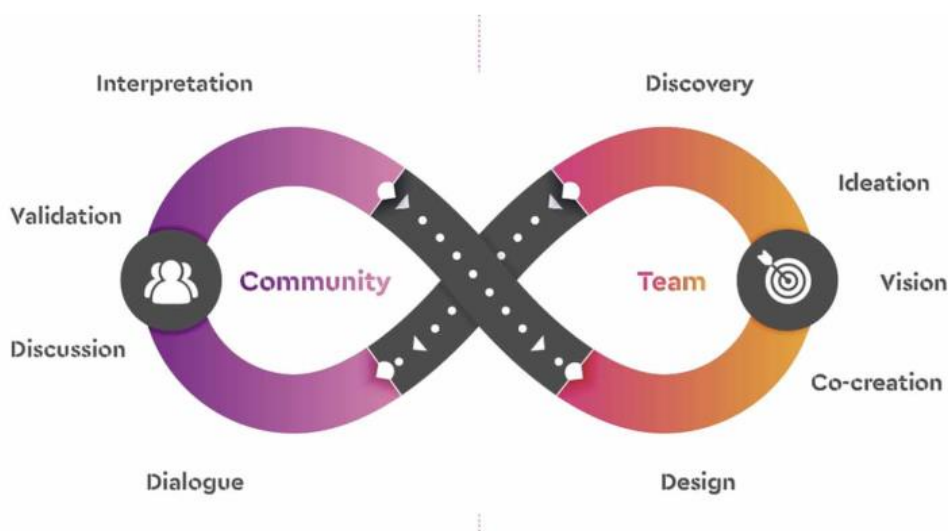 Interpretation
Discovery
Ideation
Validation
Community
Team
Vision
Discussion
Co-creation
Dialogue
Design